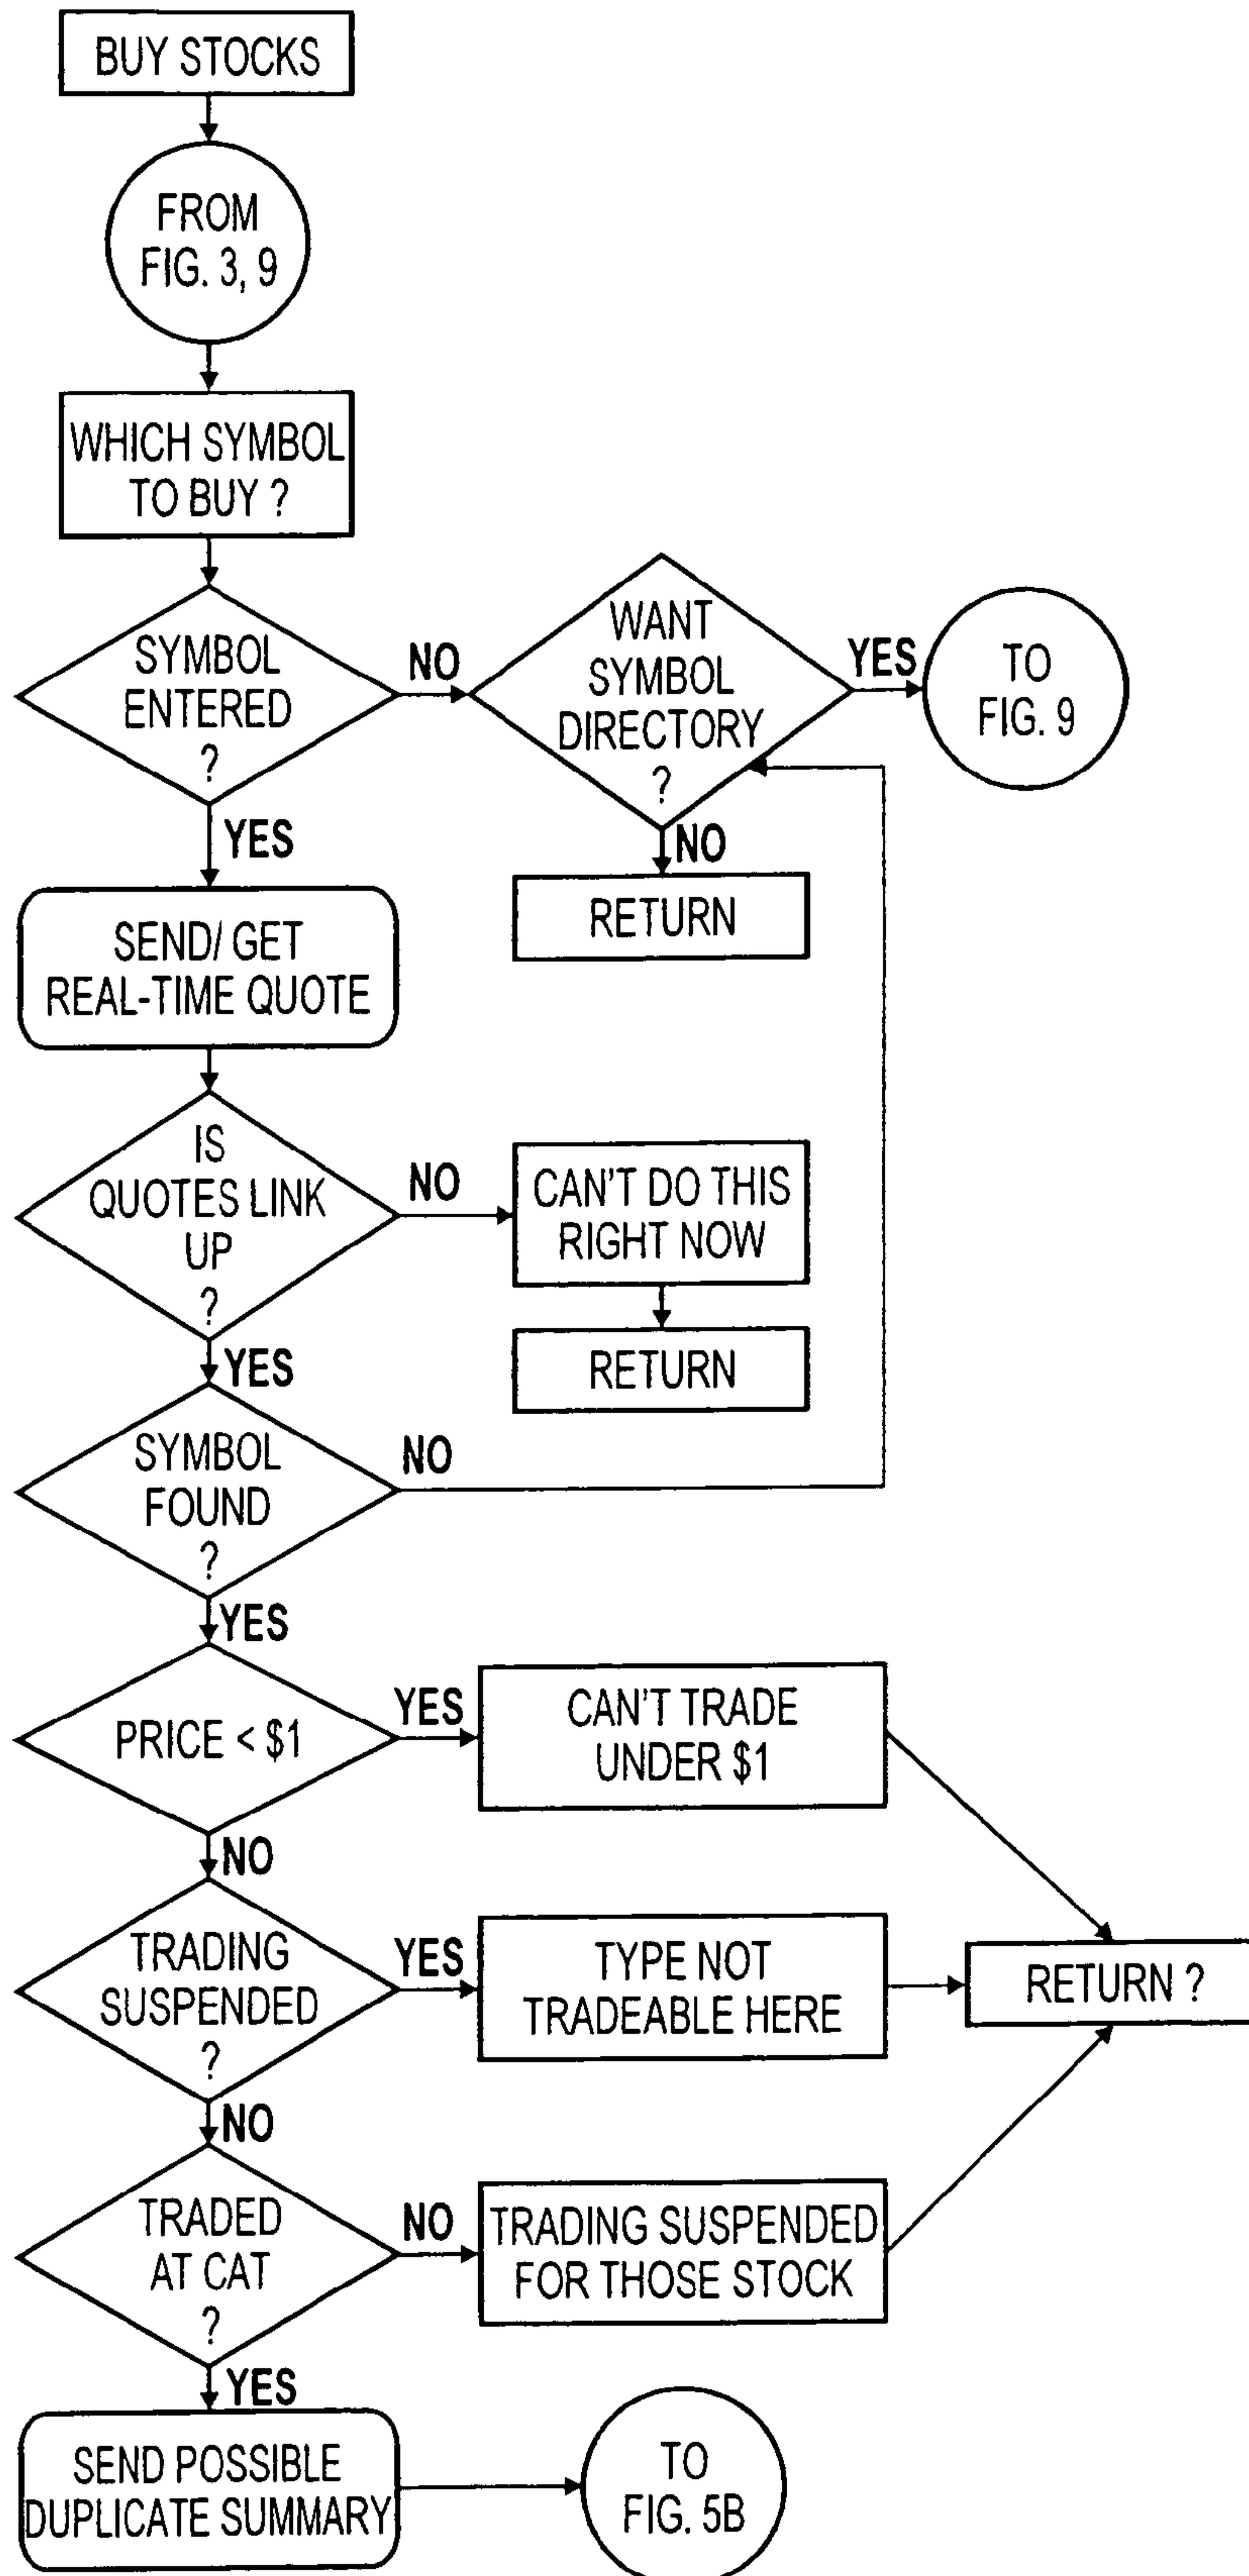 BUY STOCKS
FROM
FIG. 3, 9
WHICH SYMBOL
TO BUY ?
SYMBOL
ENTERED
?
NO
WANT
SYMBOL
DIRECTORY
?
YES
TO
FIG. 9
YES
NO
RETURN
SEND/ GET
REAL-TIME QUOTE
IS
QUOTES LINK
UP
?
NO
CAN'T DO THIS
RIGHT NOW
RETURN
YES
SYMBOL
FOUND
?
NO
YES
PRICE < $1
YES
CAN'T TRADE
UNDER $1
NO
TRADING
SUSPENDED
?
YES
TYPE NOT
TRADEABLE HERE
RETURN ?
NO
TRADED
AT CAT
?
NO
TRADING SUSPENDED
FOR THOSE STOCK
YES
SEND POSSIBLE
DUPLICATE SUMMARY
TO
FIG. 5B